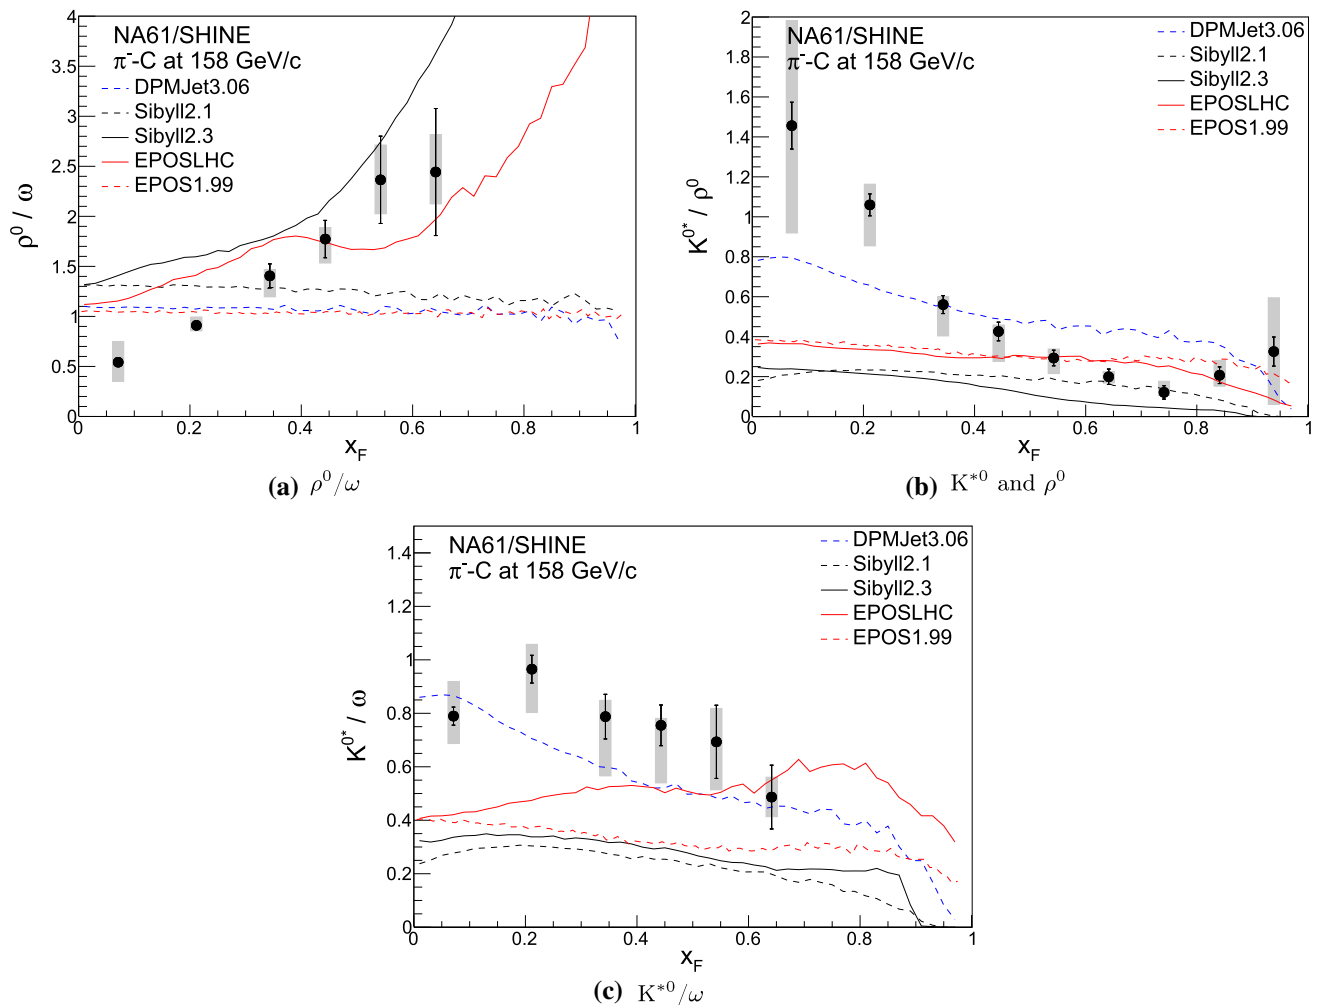 NA61/SHINE
π⁻-C at 158 GeV/c
DPMJet3.06
Sibyll2.1
Sibyll2.3
EPOSLHC
EPOS1.99
ρ⁰ / ω
4
3.5
3
2.5
2
1.5
1
0.5
0
0 0.2 0.4 0.6 0.8 1
x_F
(a) ρ⁰/ω
NA61/SHINE
π⁻-C at 158 GeV/c
DPMJet3.06
Sibyll2.1
Sibyll2.3
EPOSLHC
EPOS1.99
K⁰* / ρ⁰
2
1.8
1.6
1.4
1.2
1
0.8
0.6
0.4
0.2
0
0 0.2 0.4 0.6 0.8 1
x_F
(b) K*⁰ and ρ⁰
NA61/SHINE
π⁻-C at 158 GeV/c
DPMJet3.06
Sibyll2.1
Sibyll2.3
EPOSLHC
EPOS1.99
K⁰* / ω
1.4
1.2
1
0.8
0.6
0.4
0.2
0
0 0.2 0.4 0.6 0.8 1
x_F
(c) K*⁰/ω